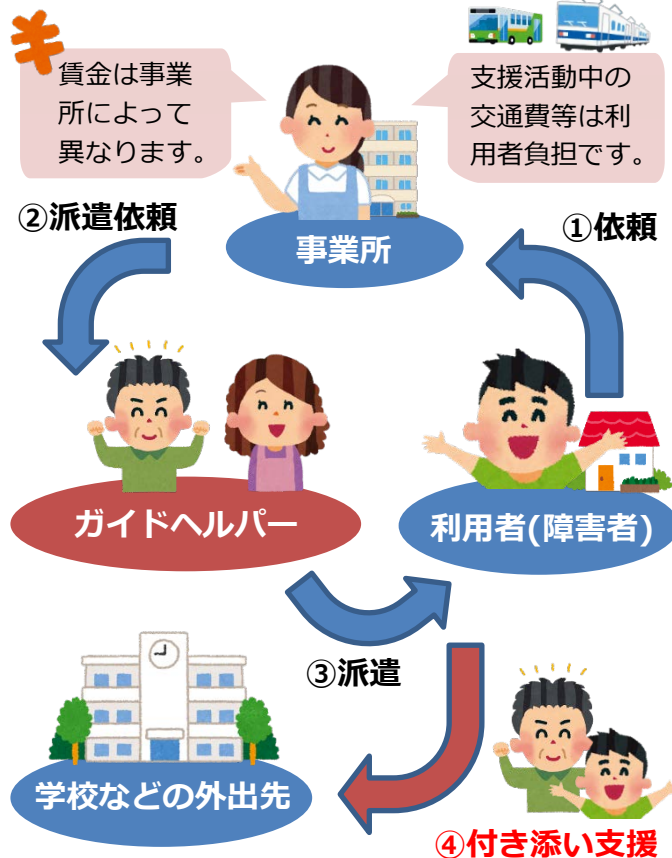 賃金は事業
所によって
異なります。
支援活動中の
交通費等は利
用者負担です。
②派遣依頼
①依頼
事業所
ガイドヘルパー
利用者(障害者)
③派遣
学校などの外出先
④付き添い支援